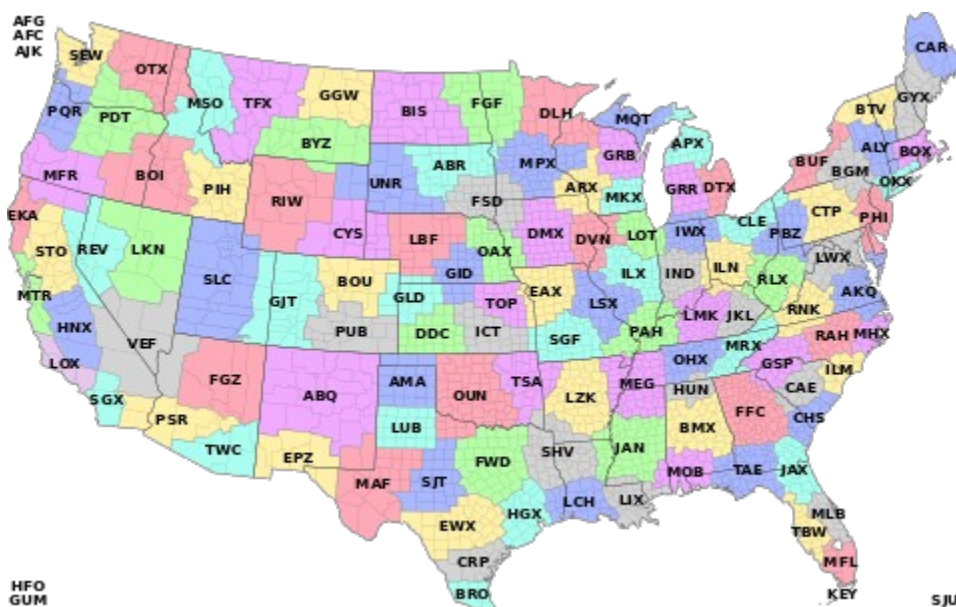 AFG
AFC
AJK
SEW
OTX
CAR
MSO
TFX
GGW
BIS
FGF
DLH
MQT
GYX
BTV
PQR
PDT
BYZ
ALY
BOX
APX
GRB
MPX
ABR
BUF
BGM
MFR
BOI
PIH
UNR
ARX
MKX
GRR
DTX
OKX
RIW
FSD
CTP
PHI
EKA
STO
REV
LKN
CYS
LBF
OAX
DMX
DVN
LOT
IWX
CLE
PBZ
LWX
SLC
GJT
BOU
GID
ILX
IND
ILN
RLX
AKQ
MTR
GLD
TOP
EAX
LSX
RNK
HNX
VEF
PUB
DDC
ICT
SGF
PAH
LMK
JKL
MRX
RAH
MHX
LOX
FGZ
ABQ
AMA
OUN
TSA
LZK
MEG
OHX
HUN
GSP
CAE
ILM
SGX
PSR
TWC
LUB
BMX
FFC
CHS
EPZ
MAF
SJT
FWD
SHV
JAN
MOB
TAE
JAX
LCH
LIX
HGX
EWX
MLB
TBW
CRP
MFL
HFO
GUM
BRO
KEY
SJU